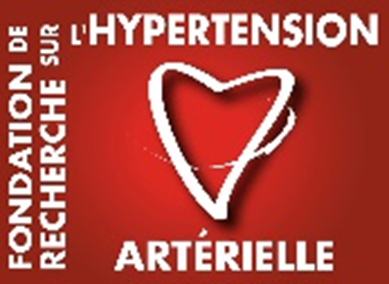 FONDATION DE
RECHERCHE SUR
L'HYPERTENSION
ARTÉRIELLE